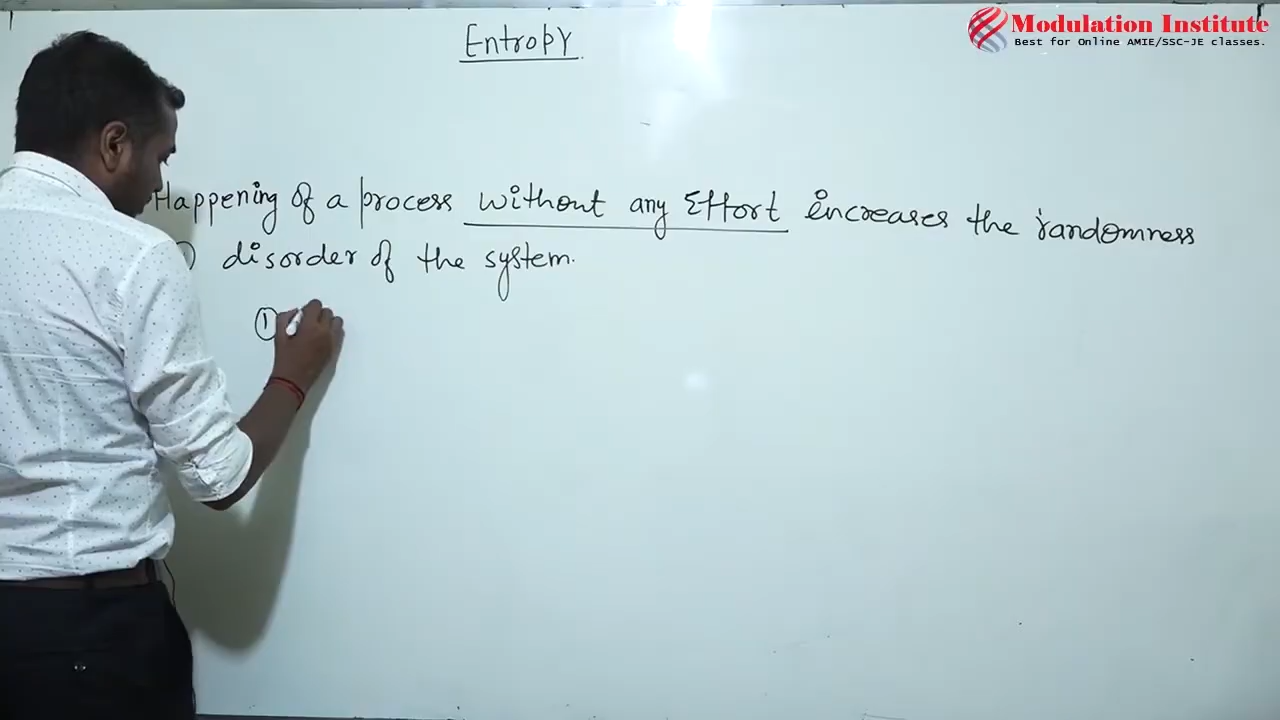 Modulation Institute
Best for Online AMIE/SSC-JE classes.
Entropy
Happening of a process without any Effort increases the randomness
disorder of the system.
①